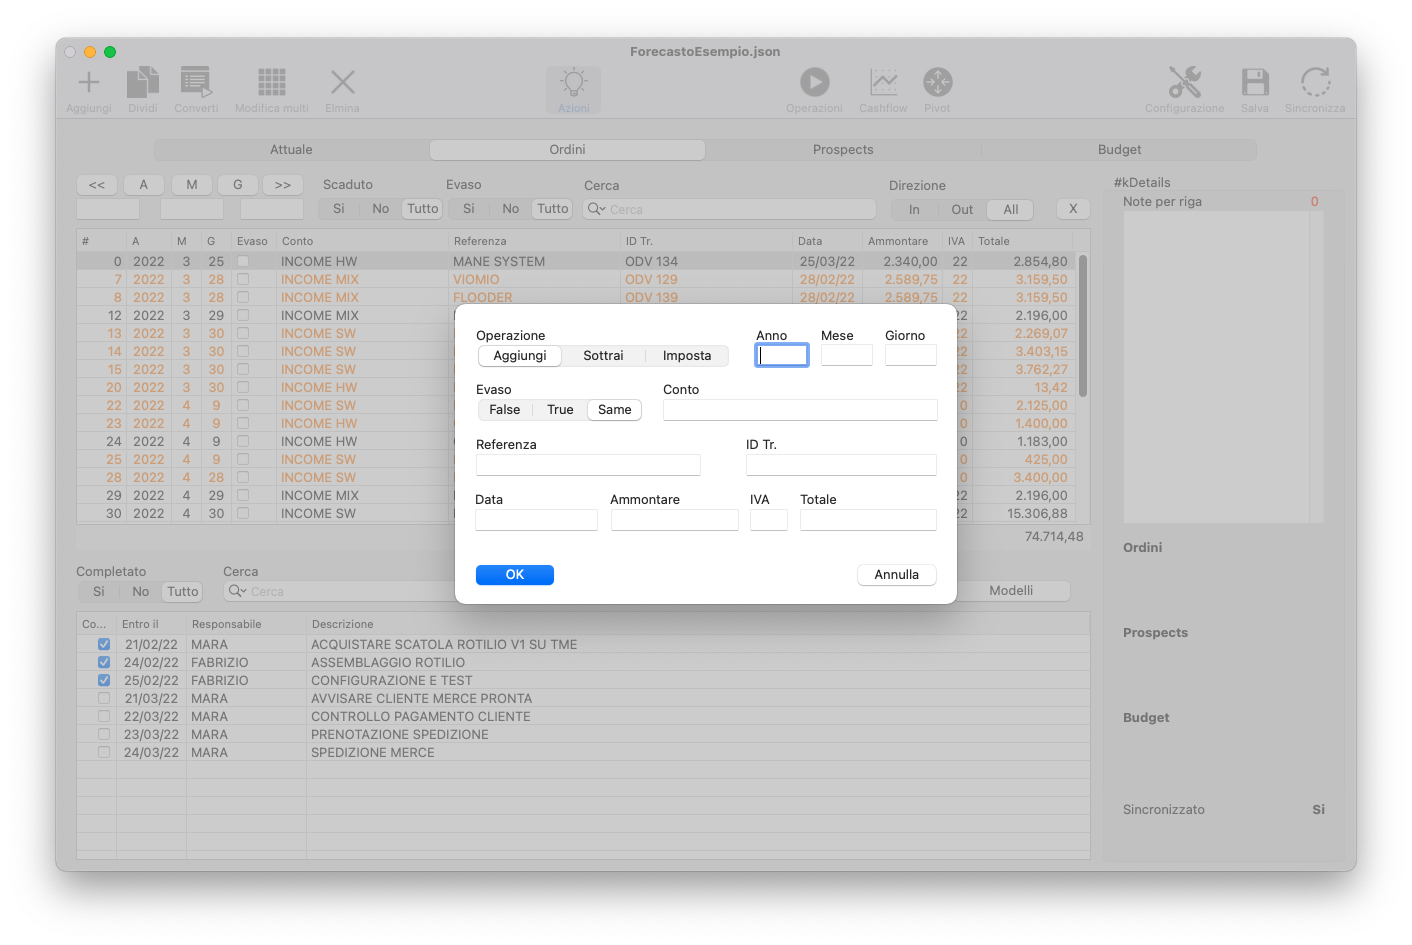 ForecastoEsempio.json
Aggiungi Dividi Converti Modifica multi Elimina Azioni Operazioni Cashflow Pivot Configurazione Salva Sincronizza
Attuale Ordini Prospects Budget
<< A M G >> Scaduto Evaso Cerca Direzione #kDetails
Si No Tutto Si No Tutto Cerca In Out All X Note per riga 0
# A M G Evaso Conto Referenza ID Tr. Data Ammontare IVA Totale
0 2022 3 25 INCOME HW MANE SYSTEM ODV 134 25/03/22 2.340,00 22 2.854,80
7 2022 3 28 INCOME MIX VIOMIO ODV 129 28/02/22 2.589,75 22 3.159,50
8 2022 3 28 INCOME MIX FLOODER ODV 139 28/02/22 2.589,75 22 3.159,50
12 2022 3 29 INCOME MIX 22 2.196,00
13 2022 3 30 INCOME SW 22 2.269,07
14 2022 3 30 INCOME SW 22 3.403,15
15 2022 3 30 INCOME SW 22 3.762,27
20 2022 3 30 INCOME HW 22 13,42
22 2022 4 9 INCOME SW 0 2.125,00
23 2022 4 9 INCOME SW 0 1.400,00
24 2022 4 9 INCOME HW 0 1.183,00
25 2022 4 9 INCOME SW 0 425,00
28 2022 4 28 INCOME SW 0 3.400,00
29 2022 4 29 INCOME MIX 22 2.196,00
30 2022 4 30 INCOME SW 22 15.306,88
74.714,48
Operazione Anno Mese Giorno
Aggiungi Sottrai Imposta
Evaso Conto
False True Same
Referenza ID Tr.
Data Ammontare IVA Totale
OK Annulla
Completato Cerca
Si No Tutto Cerca Modelli
Co... Entro il Responsabile Descrizione
21/02/22 MARA ACQUISTARE SCATOLA ROTILIO V1 SU TME
24/02/22 FABRIZIO ASSEMBLAGGIO ROTILIO
25/02/22 FABRIZIO CONFIGURAZIONE E TEST
21/03/22 MARA AVVISARE CLIENTE MERCE PRONTA
22/03/22 MARA CONTROLLO PAGAMENTO CLIENTE
23/03/22 MARA PRENOTAZIONE SPEDIZIONE
24/03/22 MARA SPEDIZIONE MERCE
Ordini
Prospects
Budget
Sincronizzato Si